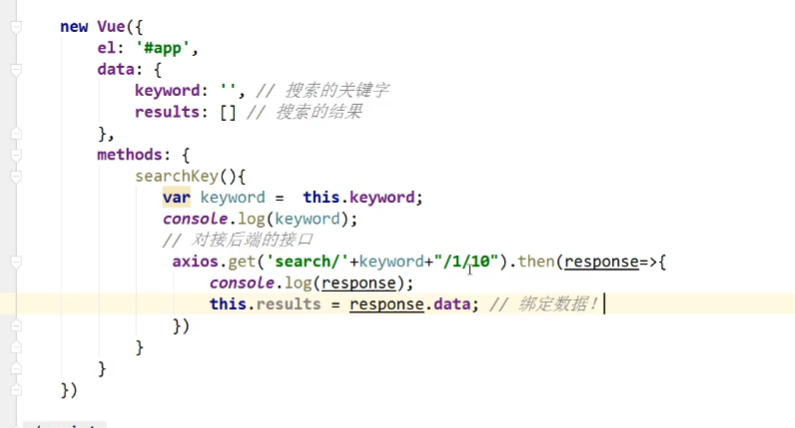 new Vue({
el: '#app',
data: {
keyword: '', // 搜索的关键字
results: [] // 搜索的结果
},
methods: {
searchKey(){
var keyword =  this.keyword;
console.log(keyword);
// 对接后端的接口
axios.get('search/'+keyword+"/1/10").then(response=>{
console.log(response);
this.results = response.data; // 绑定数据！
})
}
}
})